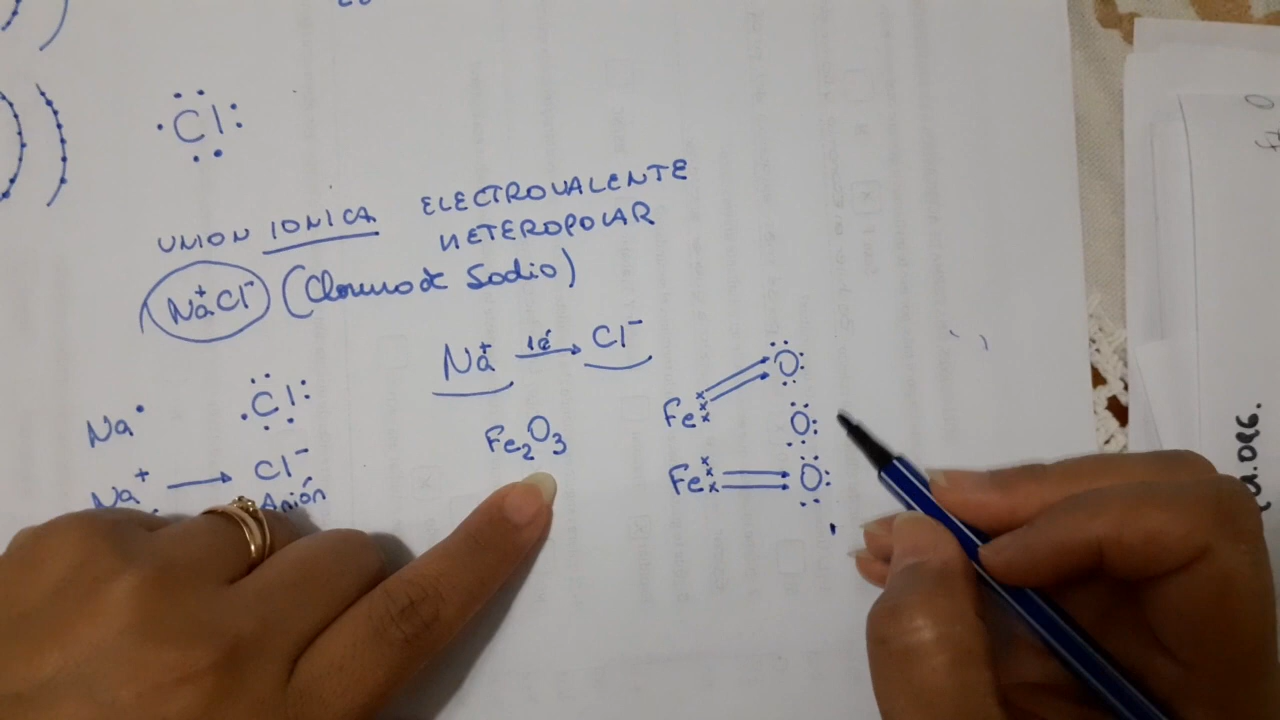 Cl
UNION IONICA ELECTROVALENTE
HETEROPOLAR
Na⁺Cl⁻ (Cloruro de Sodio)
Na⁺ 1é → Cl⁻
Na· Cl
Na⁺ → Cl⁻
Anión
Fe₂O₃
Fe O
O
Fe O